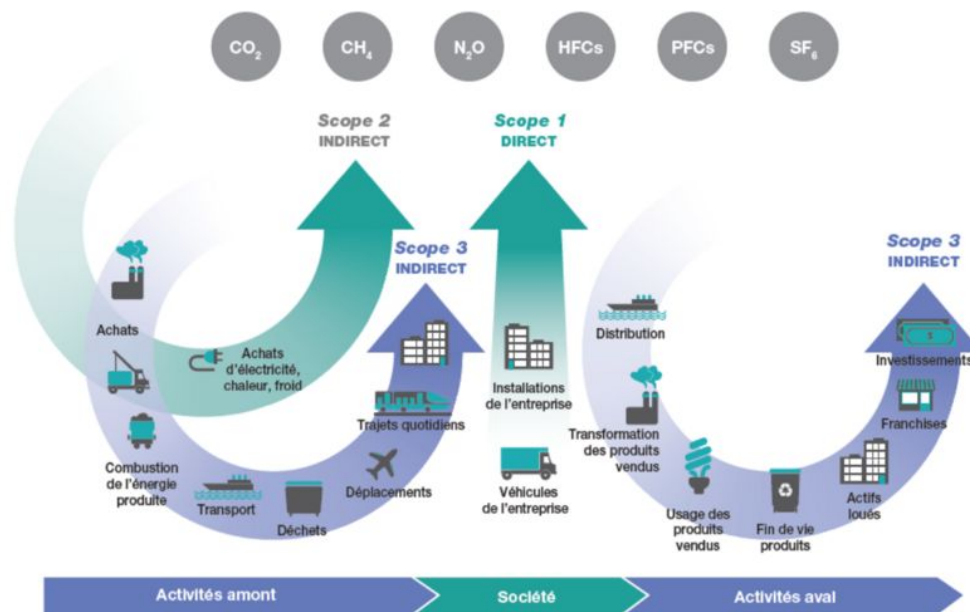 CO₂
CH₄
N₂O
HFCs
PFCs
SF₆
Scope 2
INDIRECT
Scope 1
DIRECT
Scope 3
INDIRECT
Scope 3
INDIRECT
Achats
Achats
d'électricité,
chaleur, froid
Combustion
de l'énergie
produite
Transport
Déchets
Déplacements
Trajets quotidiens
Installations
de l'entreprise
Véhicules
de l'entreprise
Distribution
Transformation
des produits
vendus
Usage des
produits
vendus
Fin de vie
produits
Actifs
loués
Franchises
Investissements
$
Activités amont
Société
Activités aval